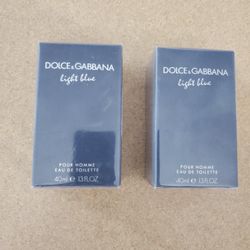 DOLCE & GABBANA
light blue
POUR HOMME
EAU DE TOILETTE
40ml e 1.3 FL.OZ
DOLCE & GABBANA
light blue
POUR HOMME
EAU DE TOILETTE
40ml e 1.3 FL.OZ